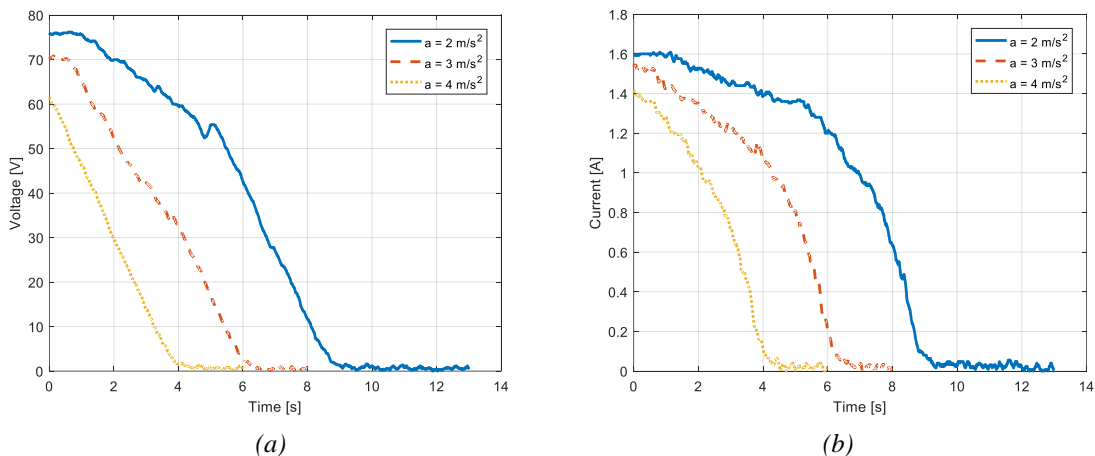 80
70
60
50
40
30
20
10
0
Voltage [V]
0 2 4 6 8 10 12 14
Time [s]
a = 2 m/s²
a = 3 m/s²
a = 4 m/s²
(a)
1.8
1.6
1.4
1.2
1
0.8
0.6
0.4
0.2
0
Current [A]
0 2 4 6 8 10 12 14
Time [s]
a = 2 m/s²
a = 3 m/s²
a = 4 m/s²
(b)